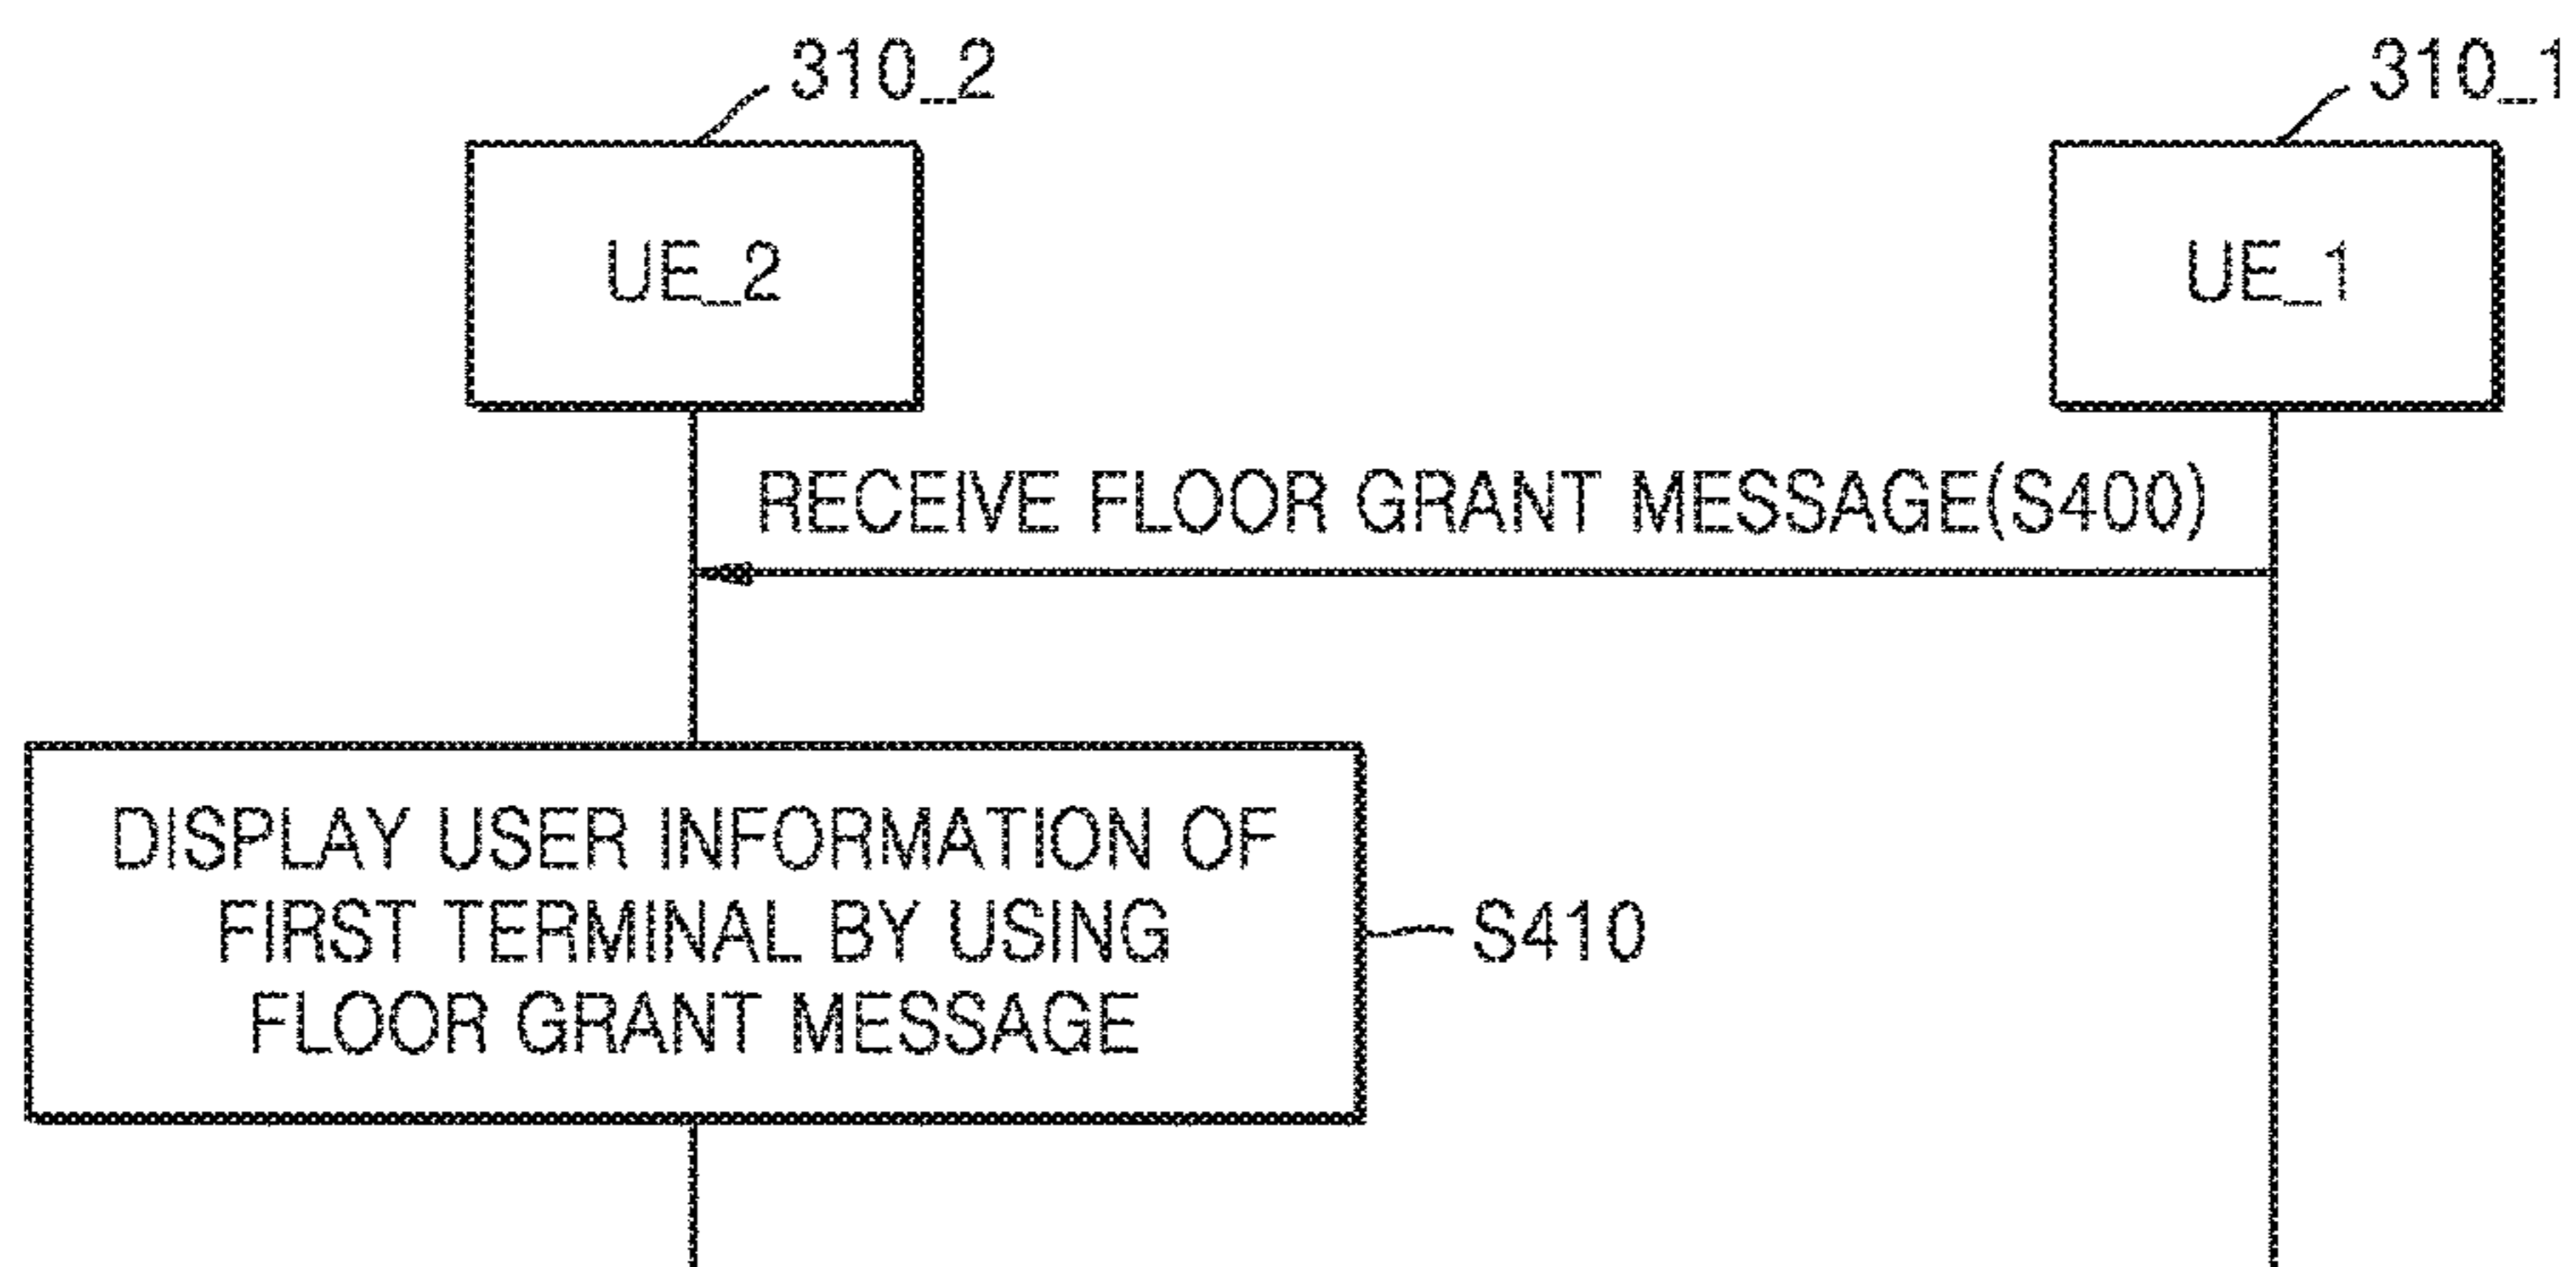 310_2
310_1
UE_2
UE_1
RECEIVE FLOOR GRANT MESSAGE(S400)
DISPLAY USER INFORMATION OF
FIRST TERMINAL BY USING
FLOOR GRANT MESSAGE
S410